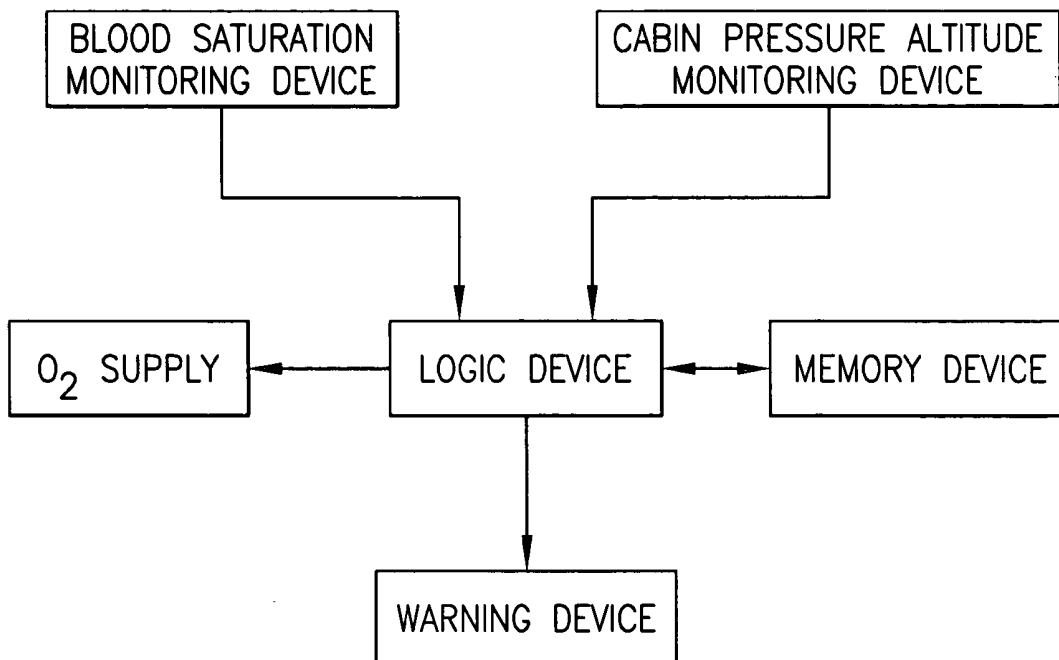 BLOOD SATURATION
MONITORING DEVICE
CABIN PRESSURE ALTITUDE
MONITORING DEVICE
O₂ SUPPLY
LOGIC DEVICE
MEMORY DEVICE
WARNING DEVICE